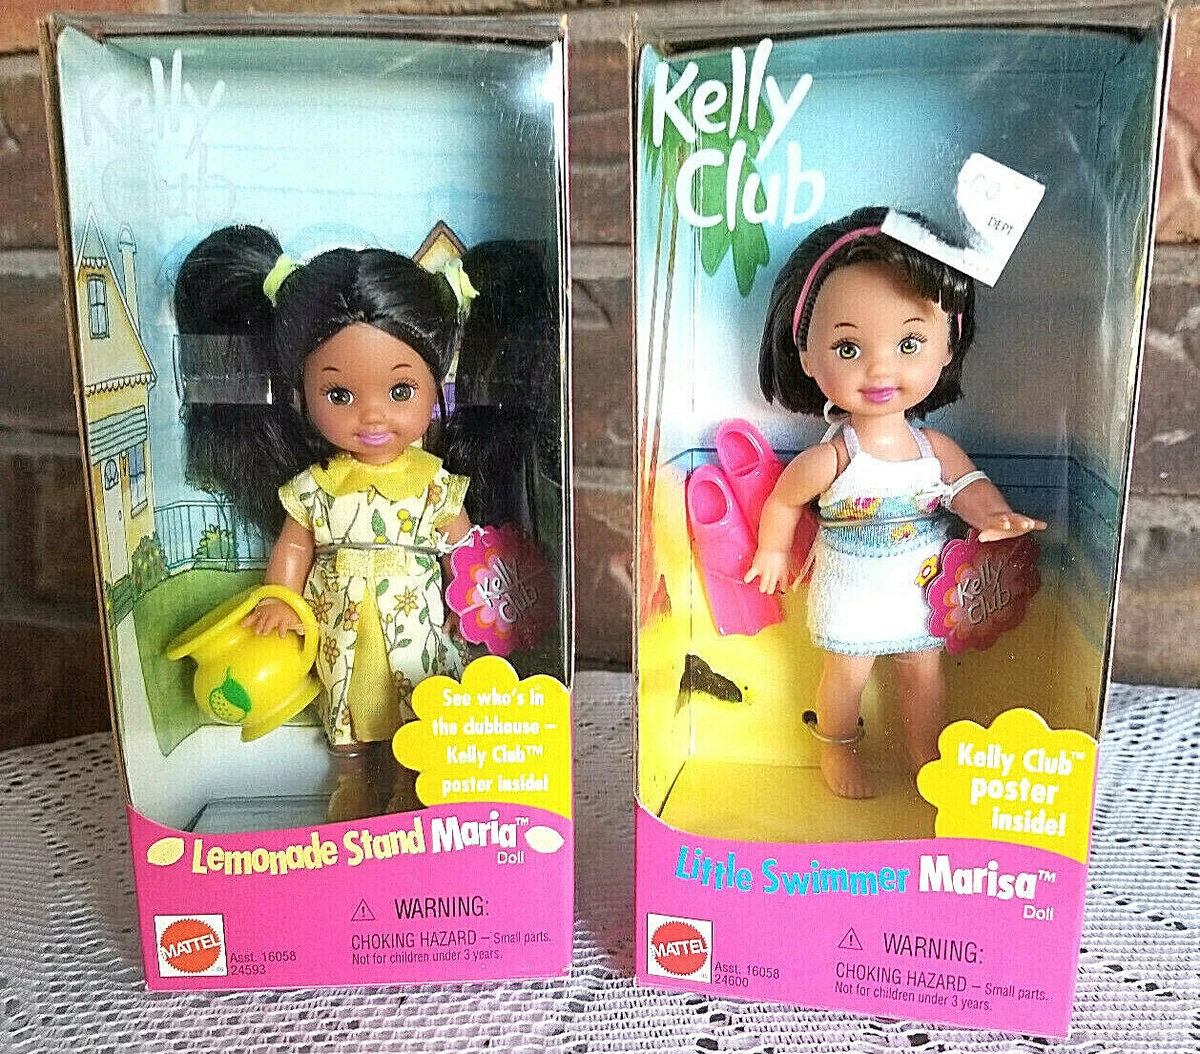 Kelly
Club
Kelly
Club
See who's in
the clubhouse –
Kelly Club™
poster inside!
Lemonade Stand Maria™
Doll
MATTEL
®
Asst. 16058
24593
⚠ WARNING:
CHOKING HAZARD – Small parts.
Not for children under 3 years.
Kelly
Club
DEPT
Kelly
Club
Kelly Club™
poster
inside!
Little Swimmer Marisa™
Doll
MATTEL
®
Asst. 16058
24600
⚠ WARNING:
CHOKING HAZARD – Small parts.
Not for children under 3 years.